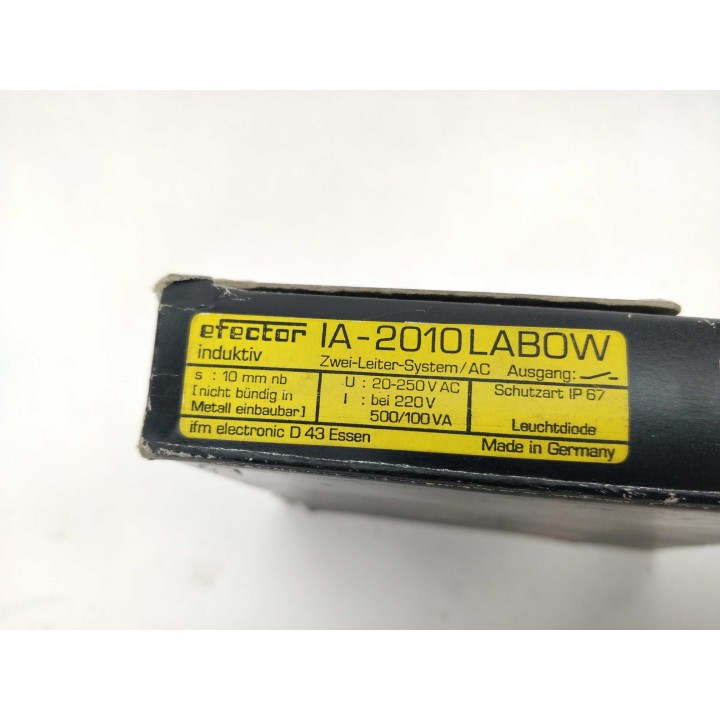 efector IA-2010LABOW
induktiv Zwei-Leiter-System/AC Ausgang:
s : 10 mm nb
[nicht bündig in
Metall einbaubar]
U : 20-250 V AC
I : bei 220 V
500/100 VA
Schutzart IP 67
Leuchtdiode
ifm electronic D 43 Essen Made in Germany